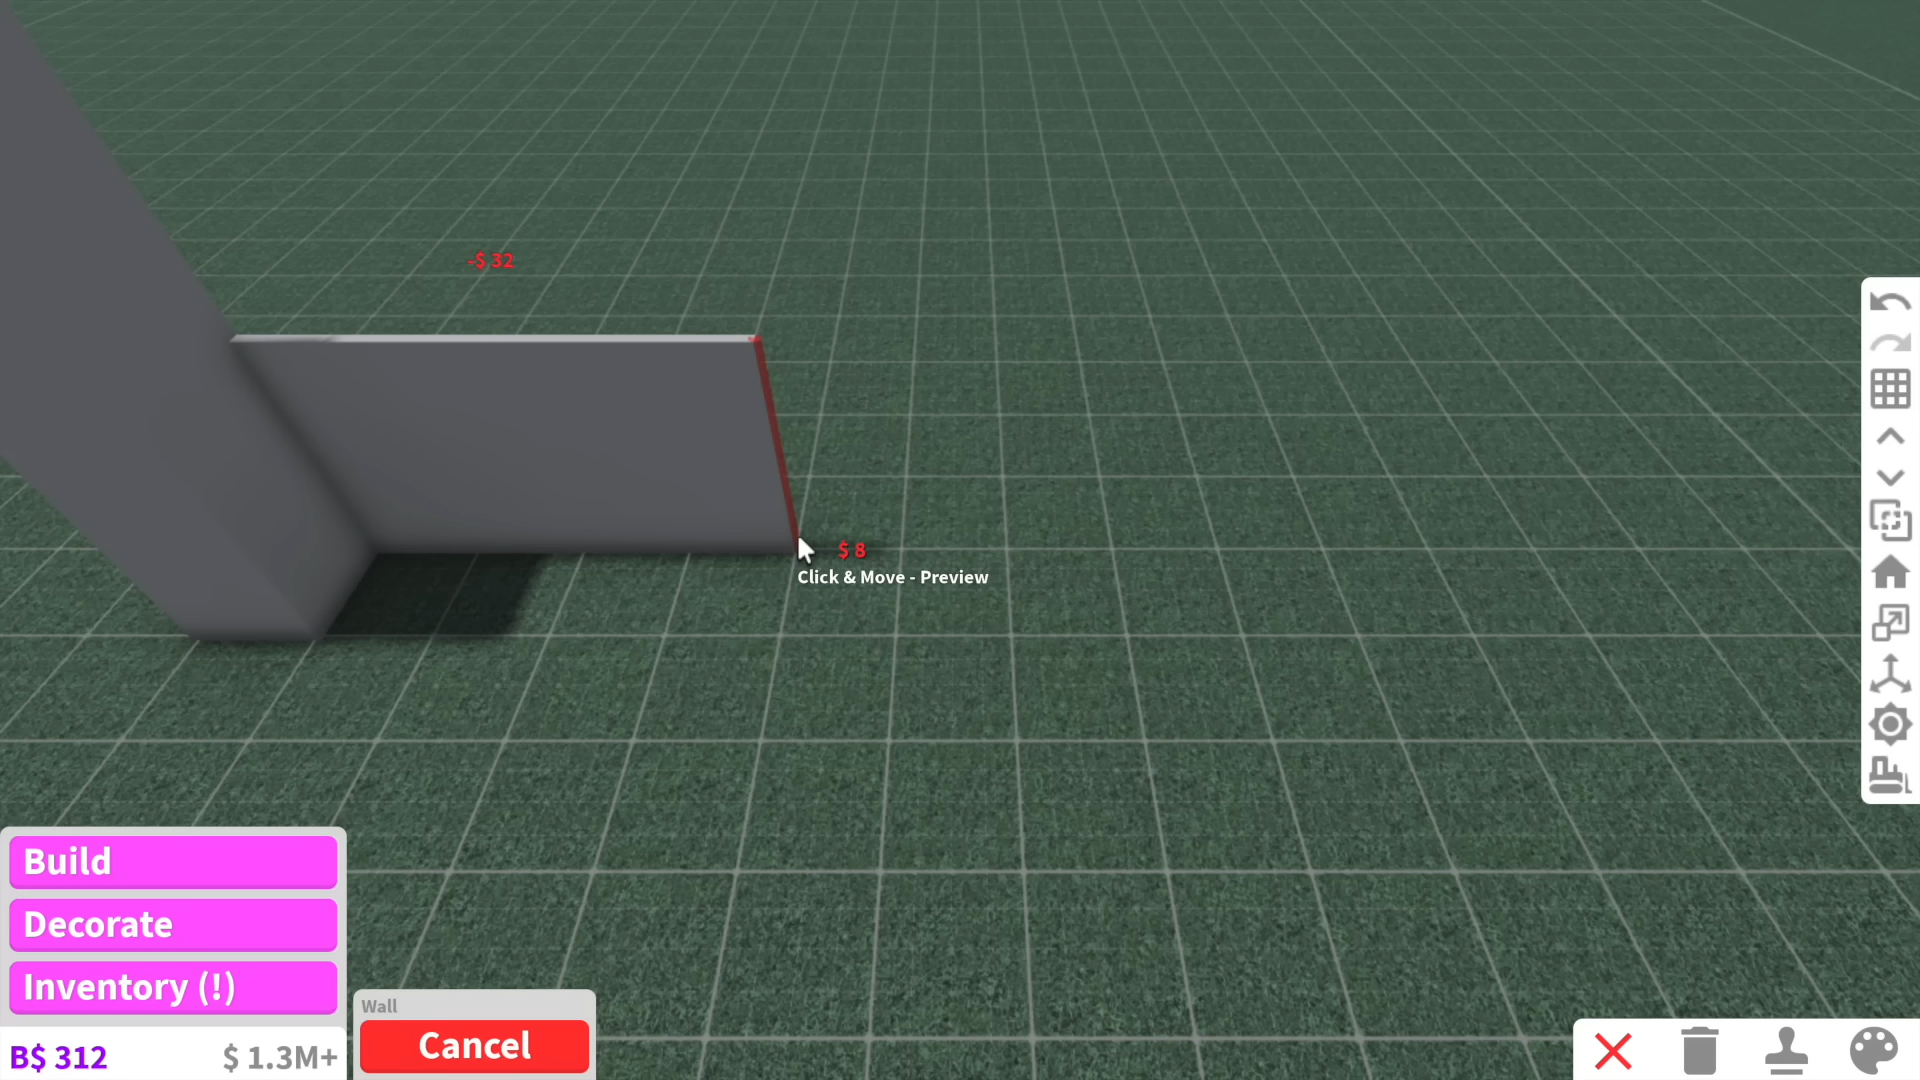 -$ 32
$ 8
Click & Move - Preview
Build
Decorate
Inventory (!)
B$ 312
$ 1.3M+
Wall
Cancel